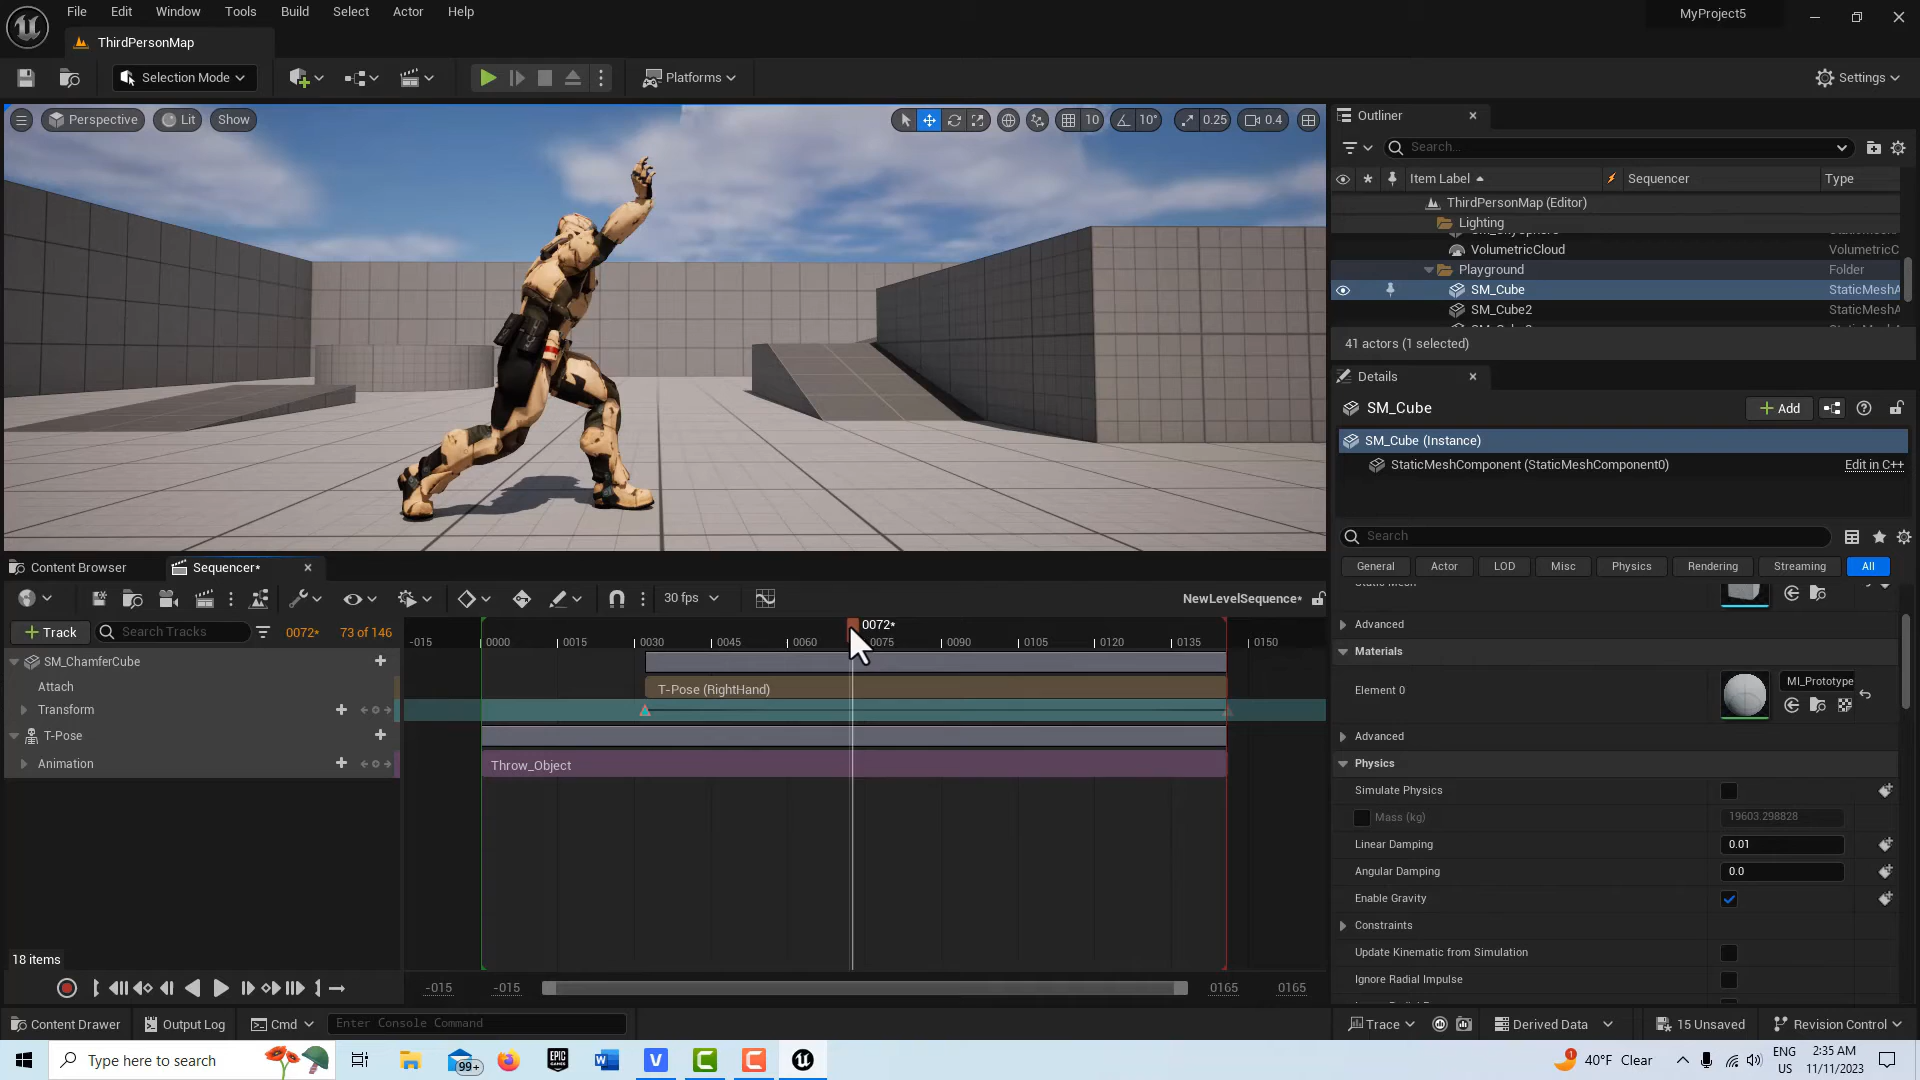 File Edit Window Tools Build Select Actor Help
MyProject5
ThirdPersonMap
Selection Mode
Platforms
Settings
Perspective Lit Show
10 10° 0.25 0.4
Outliner
Search...
Item Label Sequencer Type
ThirdPersonMap (Editor)
Lighting
VolumetricCloud VolumetricC
Playground Folder
SM_Cube StaticMeshA
SM_Cube2 StaticMeshA
41 actors (1 selected)
Details
SM_Cube
Add
SM_Cube (Instance)
StaticMeshComponent (StaticMeshComponent0) Edit in C++
Search
General Actor LOD Misc Physics Rendering Streaming All
Advanced
Materials
Element 0 MI_Prototype
Advanced
Physics
Simulate Physics
Mass (kg) 19603.298828
Linear Damping 0.01
Angular Damping 0.0
Enable Gravity
Constraints
Update Kinematic from Simulation
Ignore Radial Impulse
Content Browser Sequencer*
30 fps
NewLevelSequence*
Track Search Tracks 0072* 73 of 146
0072*
-015 0000 0015 0030 0045 0060 0075 0090 0105 0120 0135 0150
SM_ChamferCube
Attach
T-Pose (RightHand)
Transform
T-Pose
Animation
Throw_Object
18 items
-015 -015 0165 0165
Content Drawer Output Log Cmd Enter Console Command
Trace Derived Data 15 Unsaved Revision Control
Type here to search
99+
EPIC GAMES
1
40°F Clear
ENG US
2:35 AM
11/11/2023